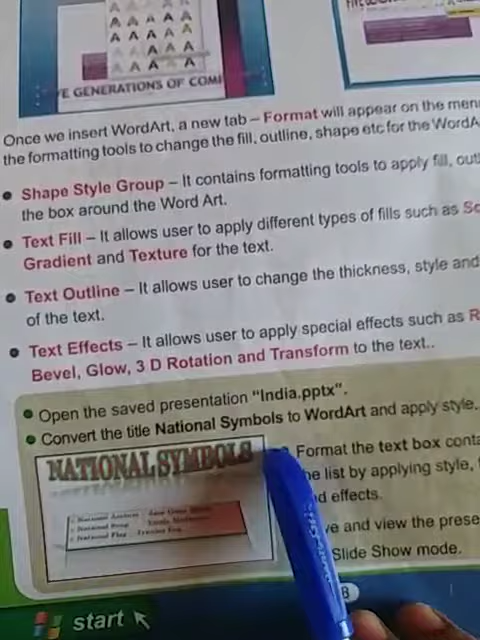 VE GENERATIONS OF COM
Once we insert WordArt, a new tab – Format will appear on the men
the formatting tools to change the fill, outline, shape etc for the WordA
• Shape Style Group – It contains formatting tools to apply fill, out
the box around the Word Art.
• Text Fill – It allows user to apply different types of fills such as So
Gradient and Texture for the text.
• Text Outline – It allows user to change the thickness, style and
of the text.
• Text Effects – It allows user to apply special effects such as R
Bevel, Glow, 3 D Rotation and Transform to the text..
• Open the saved presentation "India.pptx".
• Convert the title National Symbols to WordArt and apply style.
NATIONAL SYMBOLS
Format the text box conta
he list by applying style,
d effects.
ve and view the prese
Slide Show mode.
start